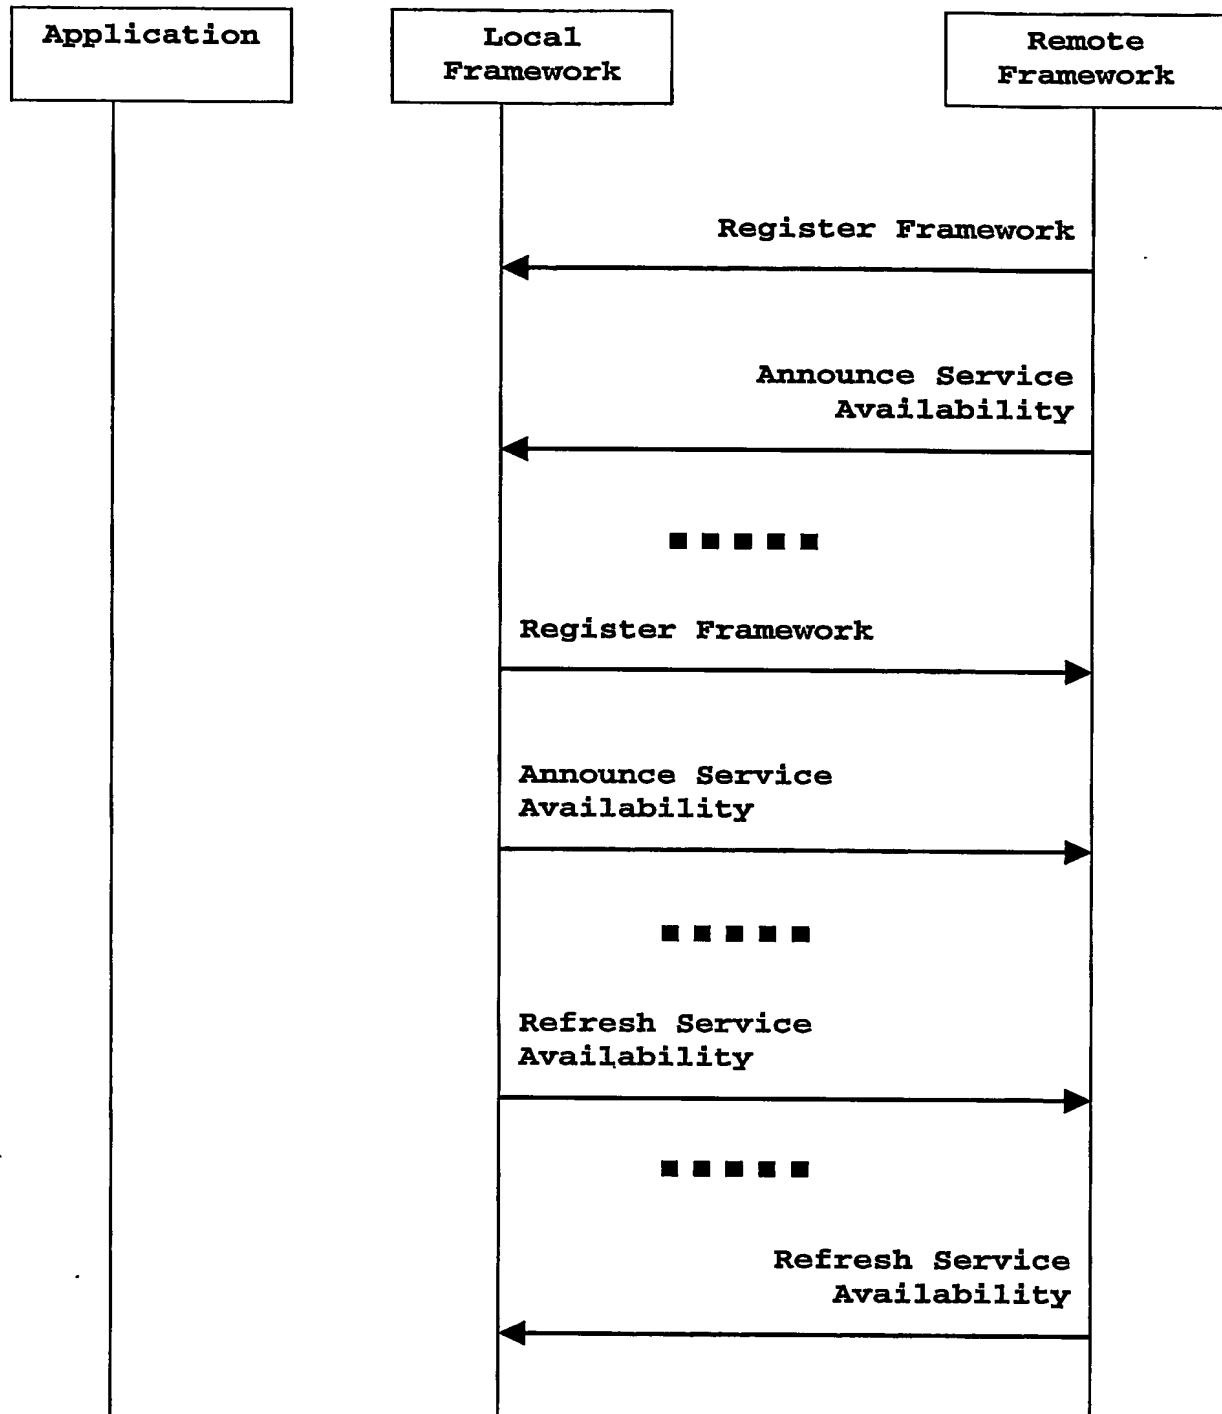 Application
Local
Framework
Remote
Framework
Register Framework
Announce Service
Availability
Register Framework
Announce Service
Availability
Refresh Service
Availability
Refresh Service
Availability